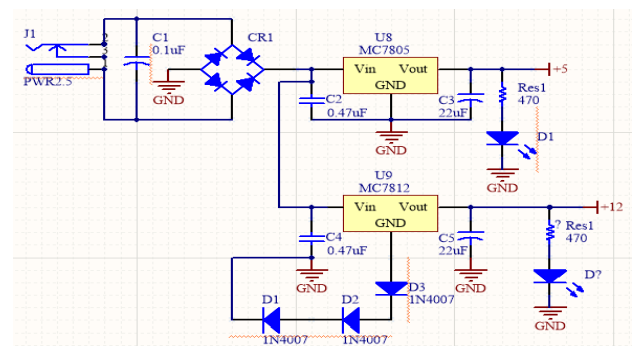 J1
PWR2.5
2
3
C1
0.1uF
CR1
GND
U8
MC7805
Vin Vout
GND
C2
0.47uF
C3
22uF
GND
+5
Res1
470
D1
GND
U9
MC7812
Vin Vout
GND
C4
0.47uF
GND
C5
22uF
GND
+12
? Res1
470
D?
GND
D1
1N4007
D2
1N4007
D3
1N4007